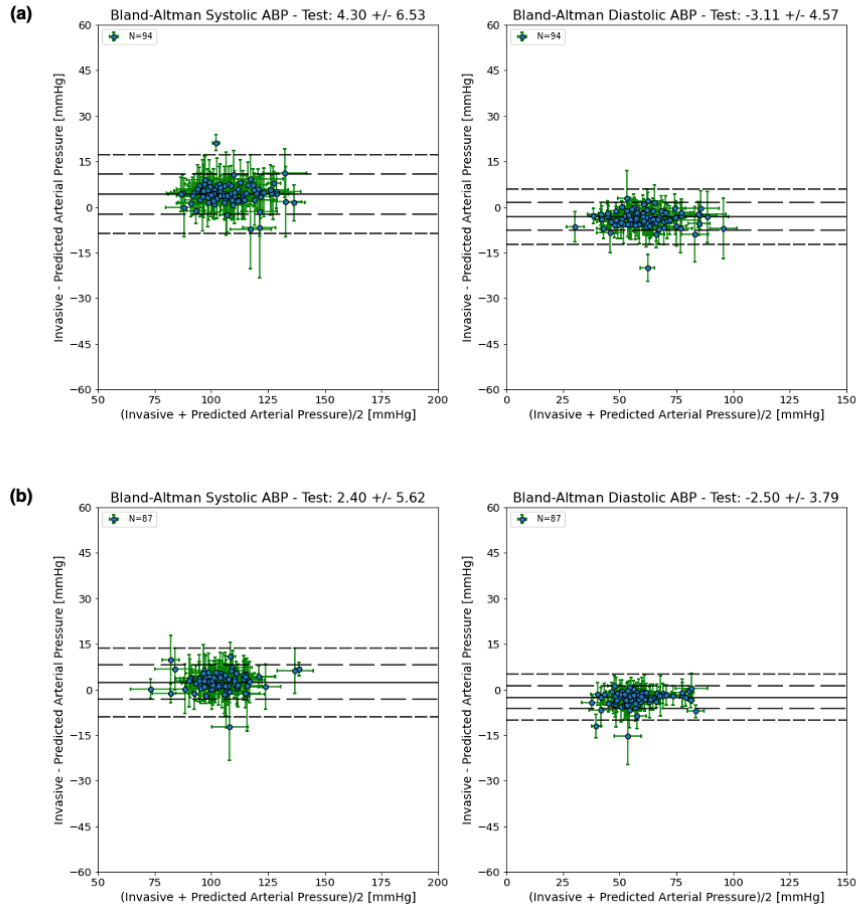 (a)
Bland-Altman Systolic ABP - Test: 4.30 +/- 6.53
N=94
60
45
30
15
0
−15
−30
−45
−60
Invasive - Predicted Arterial Pressure [mmHg]
50 75 100 125 150 175 200
(Invasive + Predicted Arterial Pressure)/2 [mmHg]
Bland-Altman Diastolic ABP - Test: -3.11 +/- 4.57
N=94
60
45
30
15
0
−15
−30
−45
−60
Invasive - Predicted Arterial Pressure [mmHg]
0 25 50 75 100 125 150
(Invasive + Predicted Arterial Pressure)/2 [mmHg]
(b)
Bland-Altman Systolic ABP - Test: 2.40 +/- 5.62
N=87
60
45
30
15
0
−15
−30
−45
−60
Invasive - Predicted Arterial Pressure [mmHg]
50 75 100 125 150 175 200
(Invasive + Predicted Arterial Pressure)/2 [mmHg]
Bland-Altman Diastolic ABP - Test: -2.50 +/- 3.79
N=87
60
45
30
15
0
−15
−30
−45
−60
Invasive - Predicted Arterial Pressure [mmHg]
0 25 50 75 100 125 150
(Invasive + Predicted Arterial Pressure)/2 [mmHg]